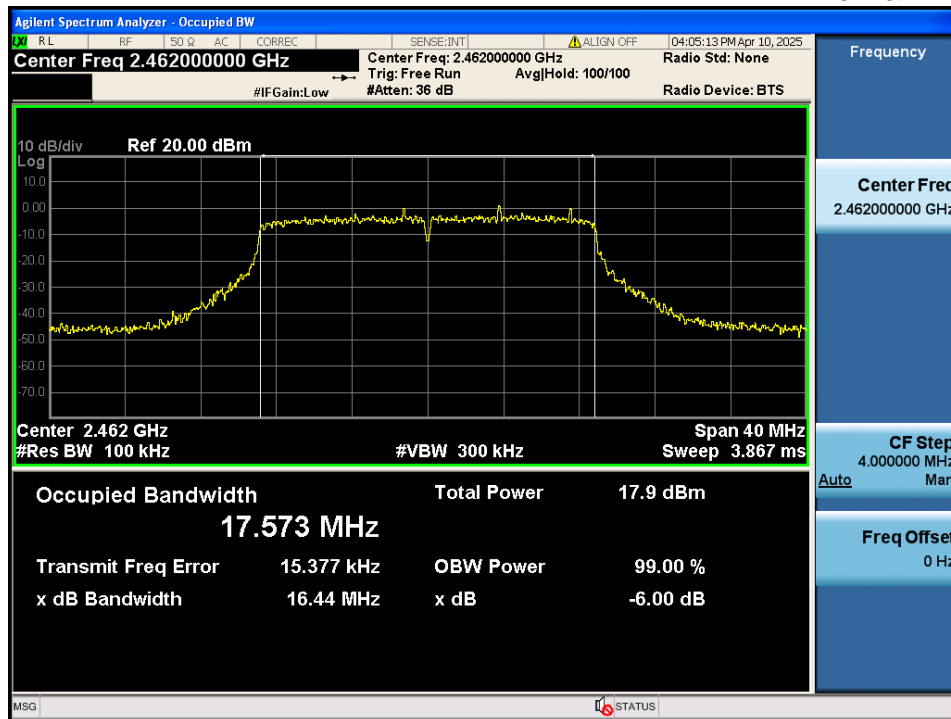 Agilent Spectrum Analyzer - Occupied BW
LXI RL RF 50 Ω AC CORREC SENSE:INT ALIGN OFF 04:05:13 PM Apr 10, 2025
Center Freq 2.462000000 GHz
Center Freq: 2.462000000 GHz
Radio Std: None
Trig: Free Run Avg|Hold: 100/100
#IFGain:Low #Atten: 36 dB Radio Device: BTS
10 dB/div Ref 20.00 dBm
Log
10.0
0.00
-10.0
-20.0
-30.0
-40.0
-50.0
-60.0
-70.0
Center 2.462 GHz Span 40 MHz
#Res BW 100 kHz #VBW 300 kHz Sweep 3.867 ms
Occupied Bandwidth Total Power 17.9 dBm
17.573 MHz
Transmit Freq Error 15.377 kHz OBW Power 99.00 %
x dB Bandwidth 16.44 MHz x dB -6.00 dB
MSG STATUS
Frequency
Center Freq
2.462000000 GHz
CF Step
4.000000 MHz
Auto Man
Freq Offset
0 Hz